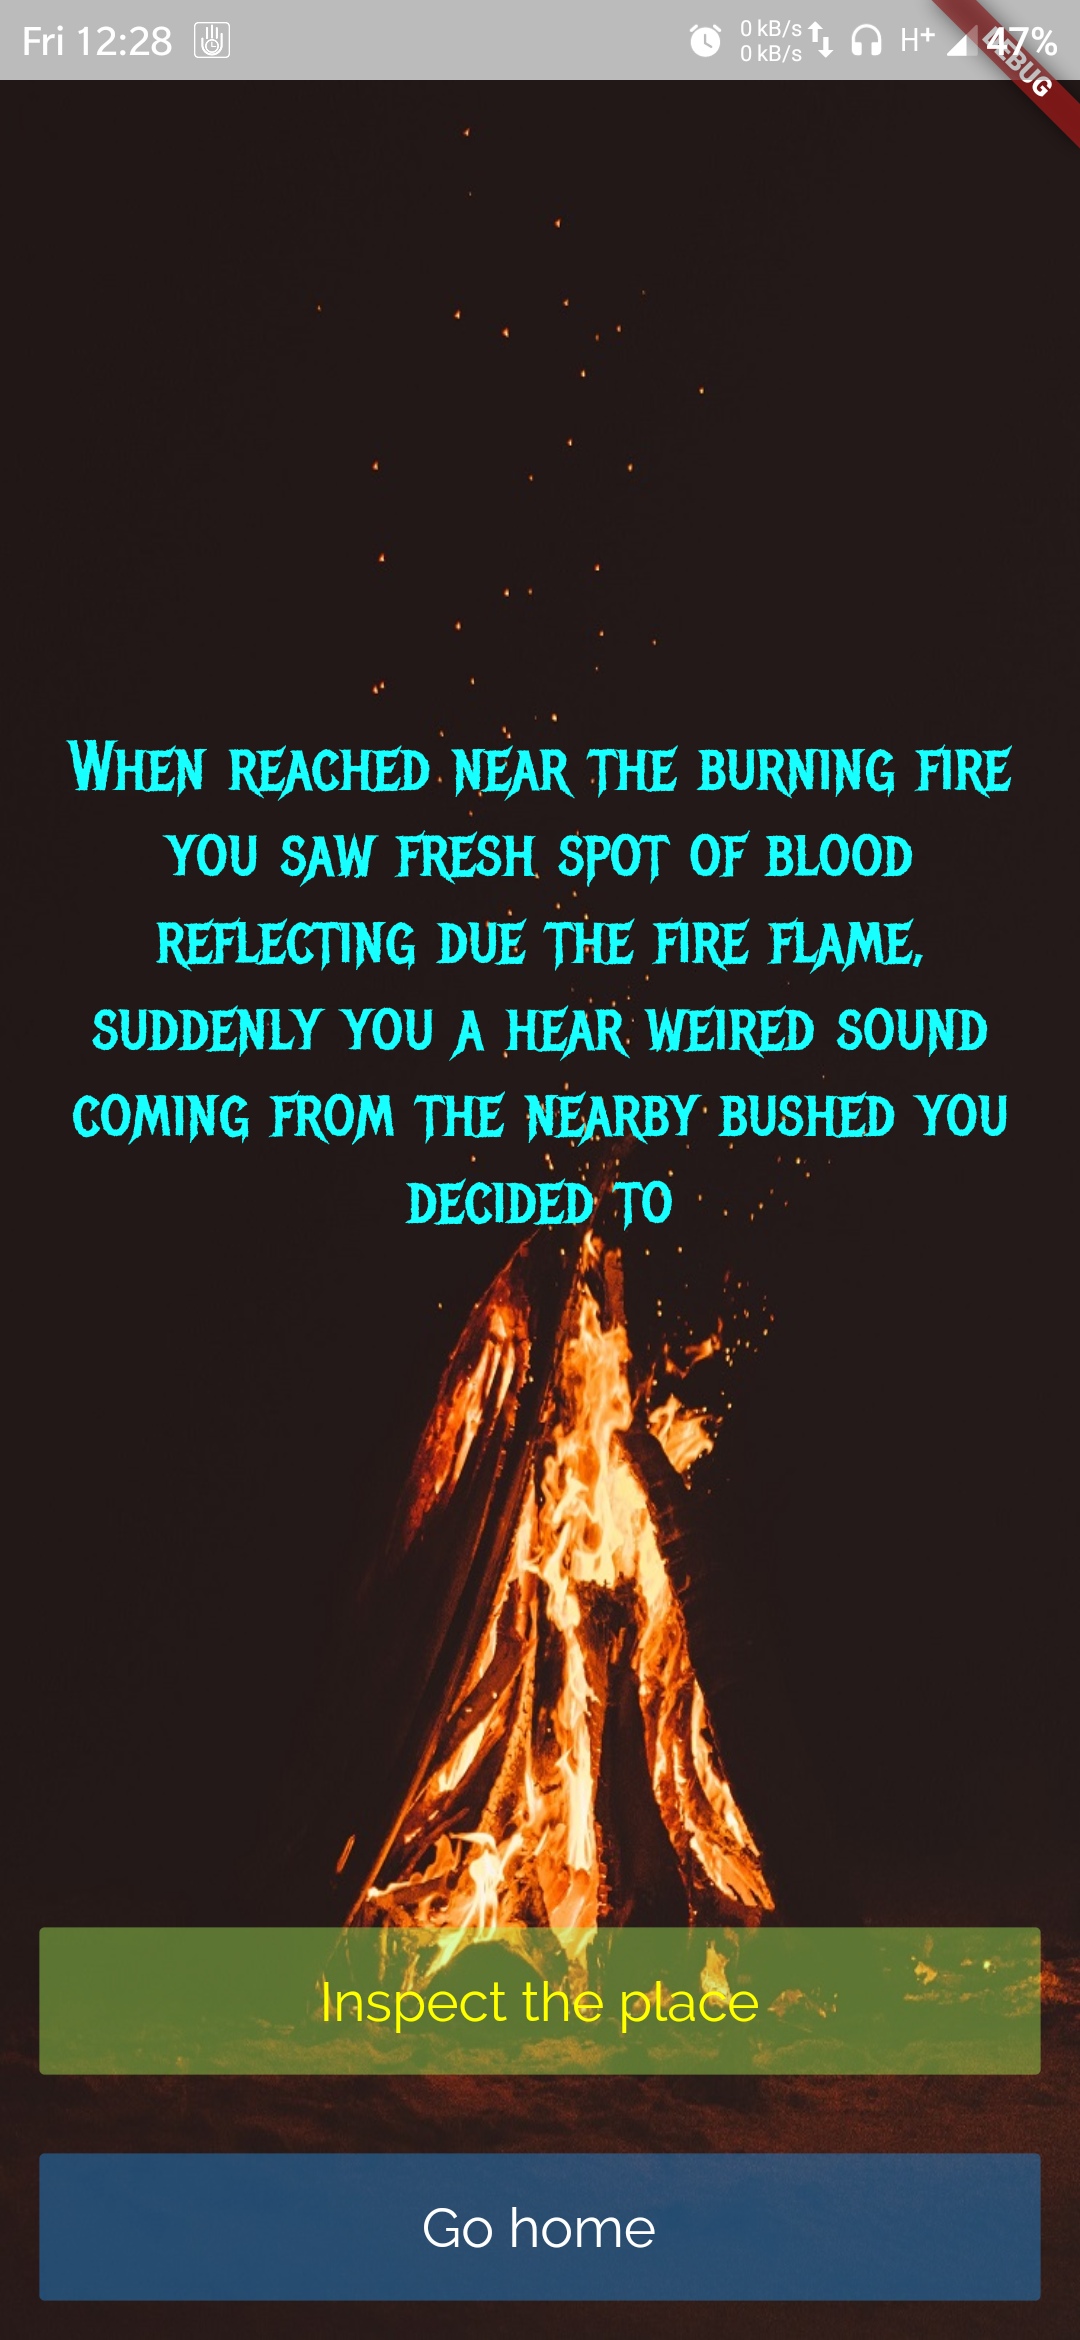 Fri 12:28
0 kB/s
0 kB/s
H+
47%
DEBUG
When reached near the burning fire
you saw fresh spot of blood
reflecting due the fire flame,
suddenly you a hear weired sound
coming from the nearby bushed you
decided to
Inspect the place
Go home